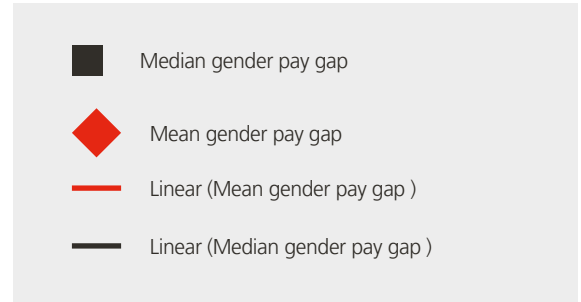 Median gender pay gap
Mean gender pay gap
Linear (Mean gender pay gap )
Linear (Median gender pay gap )